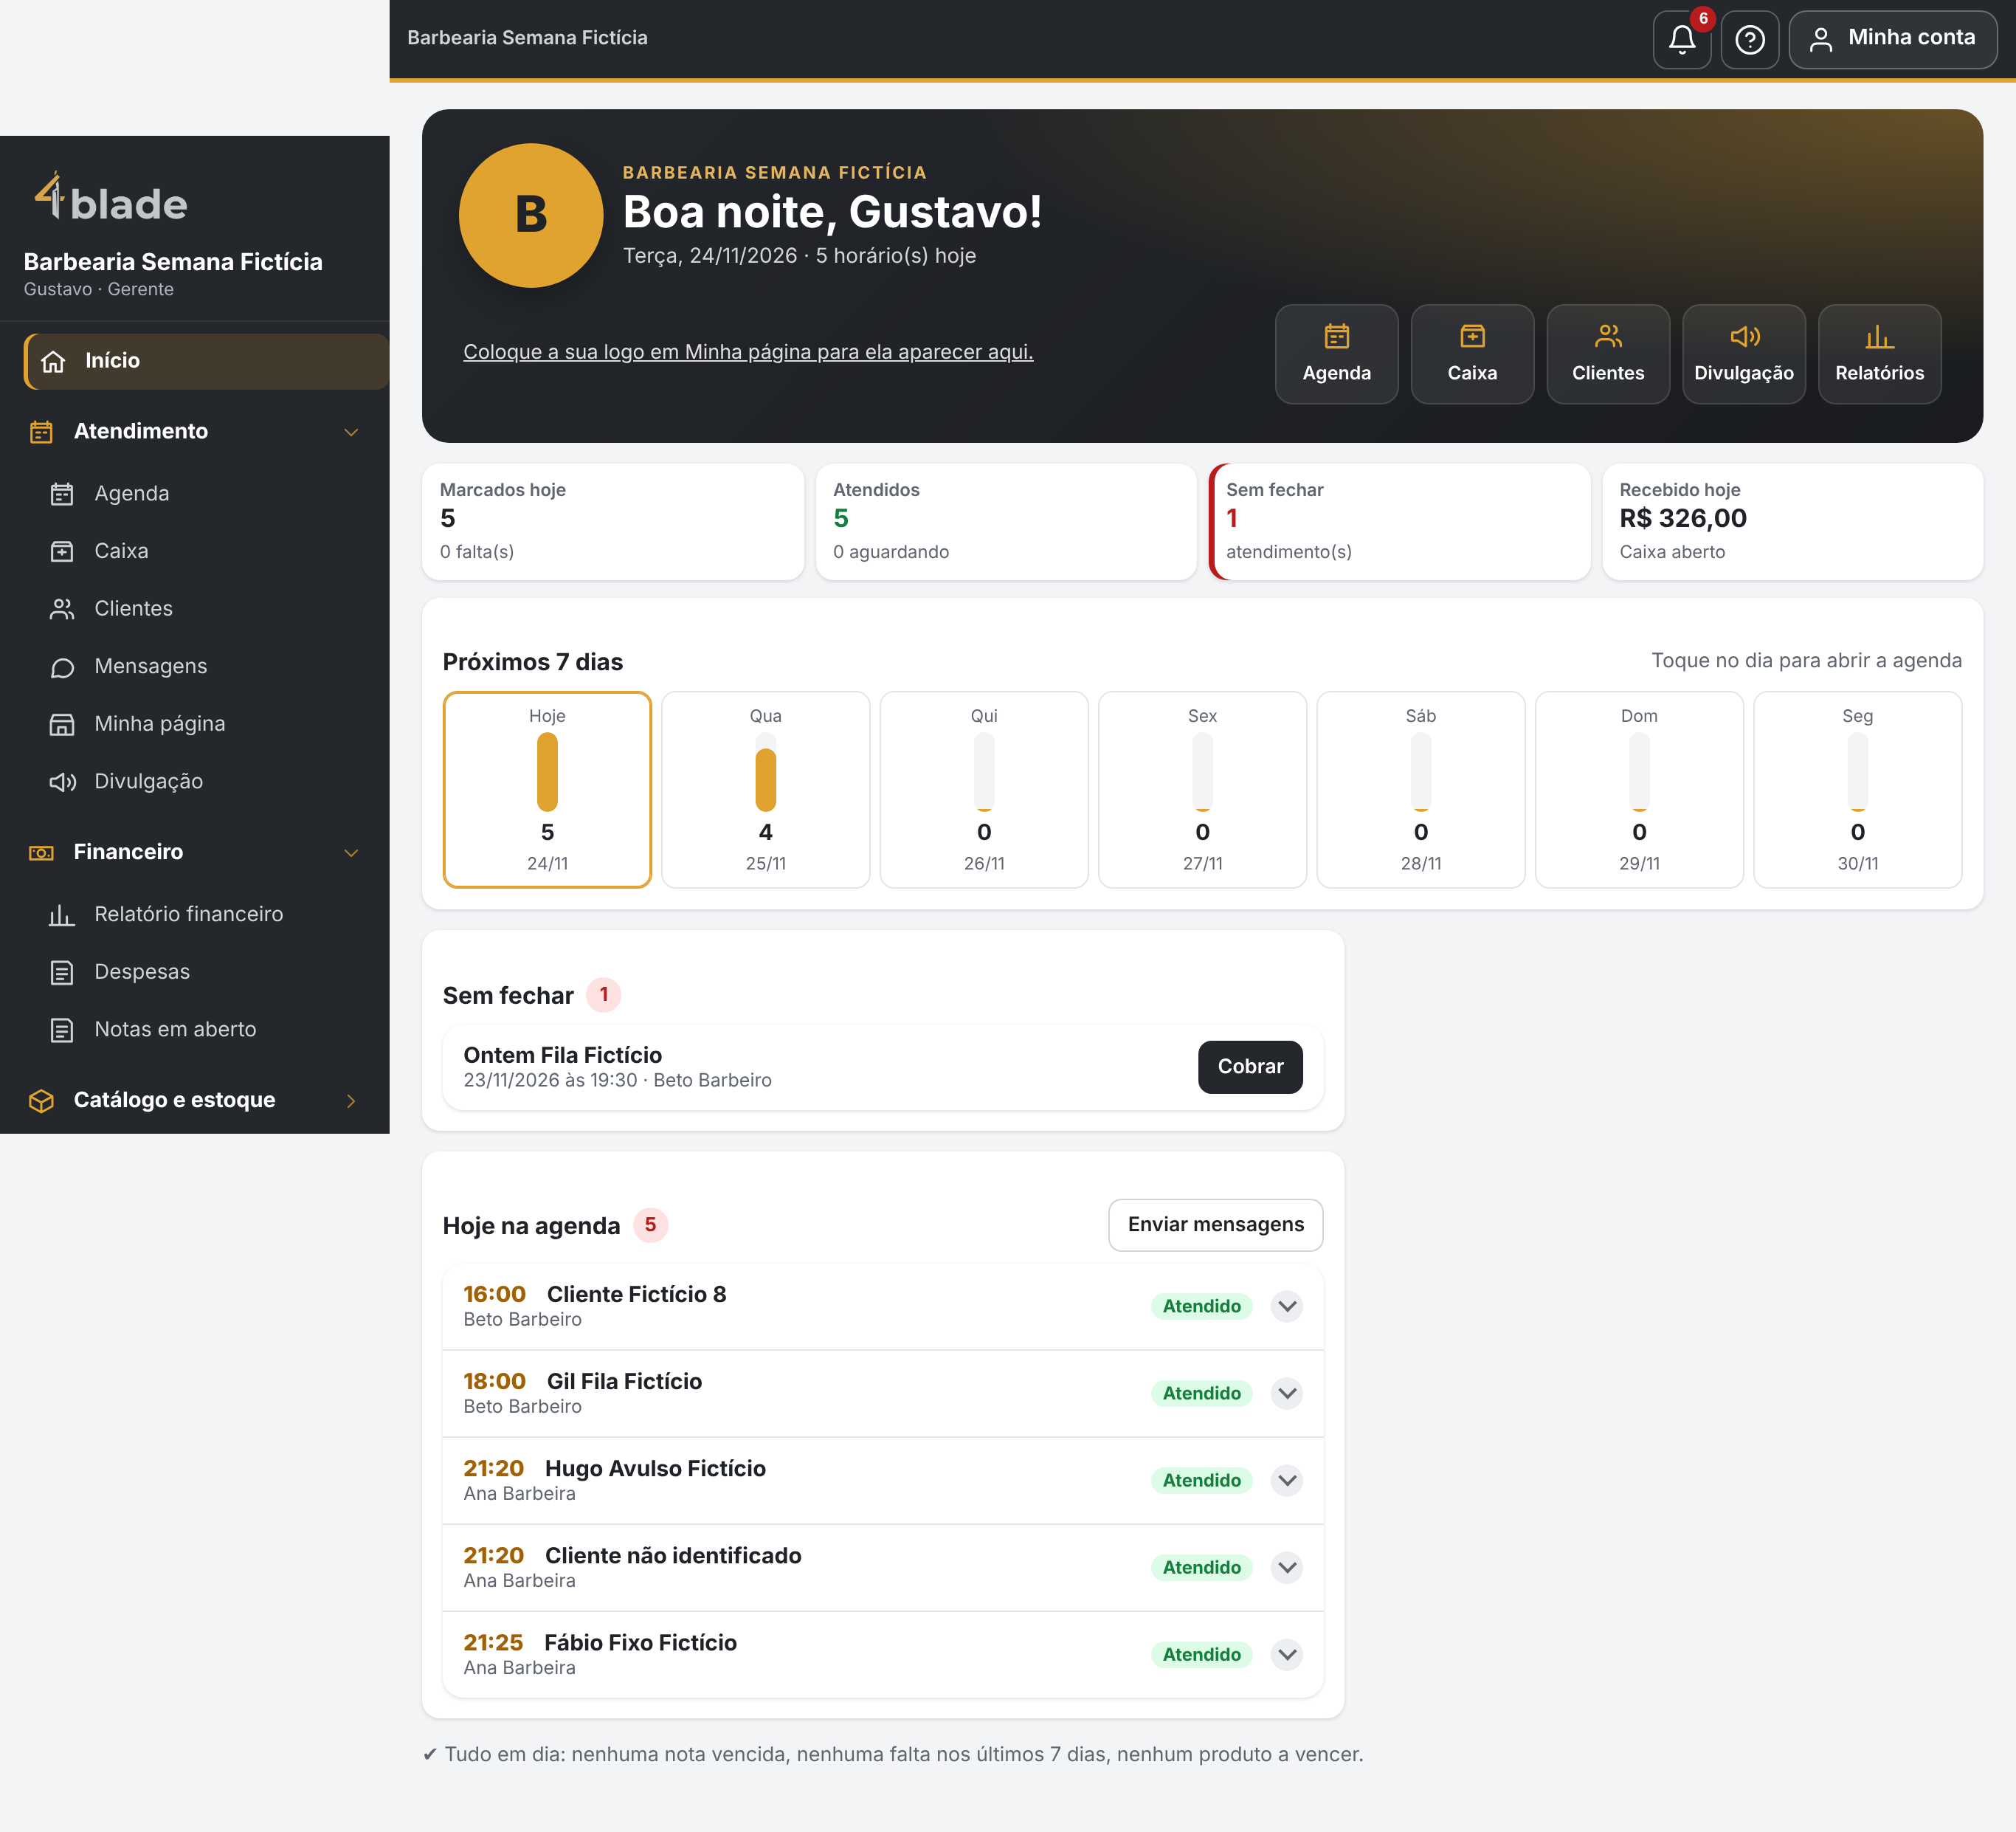 Barbearia Semana Fictícia
6
Minha conta
4blade
Barbearia Semana Fictícia
Gustavo · Gerente
Início
Atendimento
Agenda
Caixa
Clientes
Mensagens
Minha página
Divulgação
Financeiro
Relatório financeiro
Despesas
Notas em aberto
Catálogo e estoque
B
BARBEARIA SEMANA FICTÍCIA
Boa noite, Gustavo!
Terça, 24/11/2026 · 5 horário(s) hoje
Coloque a sua logo em Minha página para ela aparecer aqui.
Agenda
Caixa
Clientes
Divulgação
Relatórios
Marcados hoje
5
0 falta(s)
Atendidos
5
0 aguardando
Sem fechar
1
atendimento(s)
Recebido hoje
R$ 326,00
Caixa aberto
Próximos 7 dias
Toque no dia para abrir a agenda
Hoje
5
24/11
Qua
4
25/11
Qui
0
26/11
Sex
0
27/11
Sáb
0
28/11
Dom
0
29/11
Seg
0
30/11
Sem fechar 1
Ontem Fila Fictício
23/11/2026 às 19:30 · Beto Barbeiro
Cobrar
Hoje na agenda 5
Enviar mensagens
16:00 Cliente Fictício 8
Beto Barbeiro
Atendido
18:00 Gil Fila Fictício
Beto Barbeiro
Atendido
21:20 Hugo Avulso Fictício
Ana Barbeira
Atendido
21:20 Cliente não identificado
Ana Barbeira
Atendido
21:25 Fábio Fixo Fictício
Ana Barbeira
Atendido
✔ Tudo em dia: nenhuma nota vencida, nenhuma falta nos últimos 7 dias, nenhum produto a vencer.